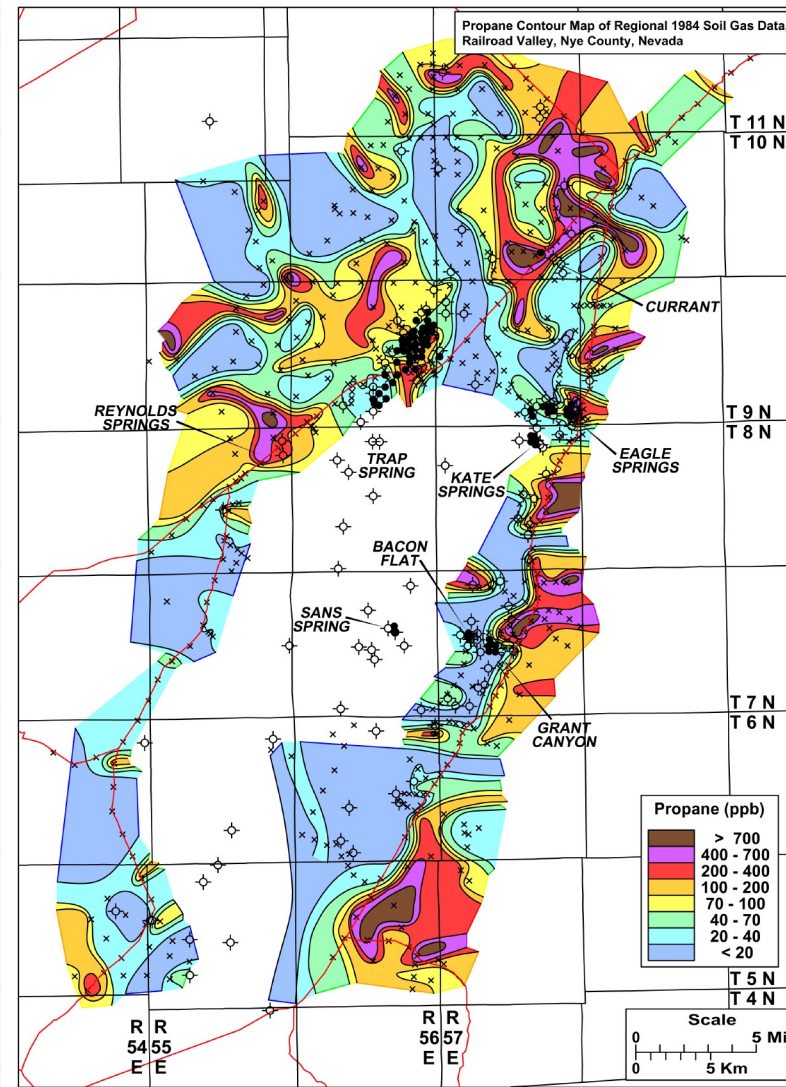 Propane Contour Map of Regional 1984 Soil Gas Data,
Railroad Valley, Nye County, Nevada
T 11 N
T 10 N
CURRANT
REYNOLDS
SPRINGS
T 9 N
T 8 N
TRAP
SPRING
KATE
SPRINGS
EAGLE
SPRINGS
BACON
FLAT
SANS
SPRING
T 7 N
T 6 N
GRANT
CANYON
Propane (ppb)
> 700
400 - 700
200 - 400
100 - 200
70 - 100
40 - 70
20 - 40
< 20
T 5 N
T 4 N
R R
54 55
E E
R R
56 57
E E
Scale
0 5 Mi
0 5 Km